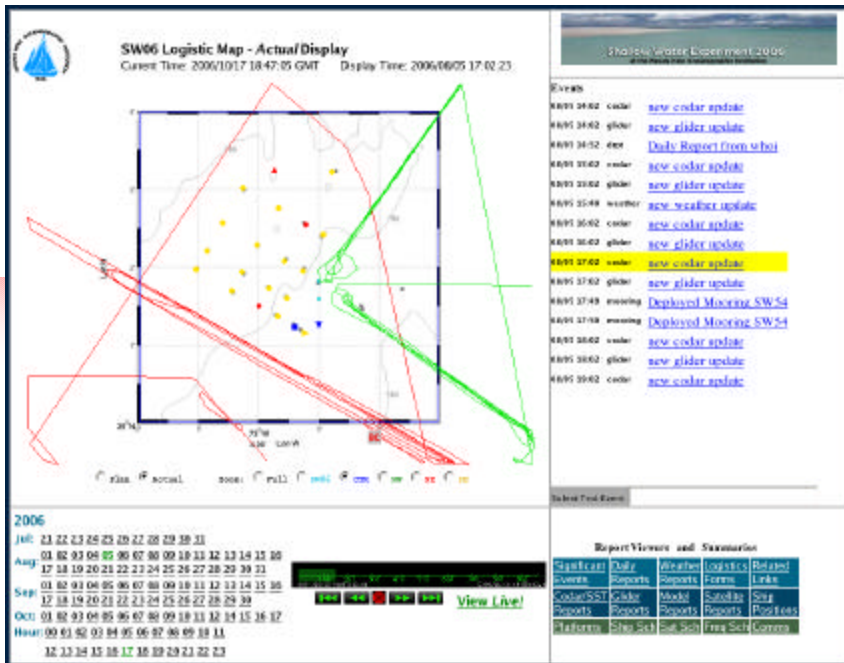 SW06 Logistic Map - Actual Display
Current Time: 2006/10/17 18:47:05 GMT Display Time: 2006/08/05 17:02:23
Plan Actual Zoom: Full
Shallow Water Experiment 2006
Events
08/05 14:02 codar new codar update
08/05 14:02 glider new glider update
08/05 14:52 Daily Report from whoi
08/05 15:02 codar new codar update
08/05 15:02 glider new glider update
08/05 15:40 weather new weather update
08/05 16:02 codar new codar update
08/05 16:02 glider new glider update
08/05 17:02 codar new codar update
08/05 17:02 glider new glider update
08/05 17:49 mooring Deployed Mooring SW54
mooring Deployed Mooring SW54
08/05 18:02 codar new codar update
08/05 18:02 glider new glider update
08/05 19:02 codar new codar update
2006
Jul: 21 22 23 24 25 26 27 28 29 30 31
Aug: 01 02 03 04 05 06 07 08 09 10 11 12 13 14 15 16
17 18 19 20 21 22 23 24 25 26 27 28 29 30 31
Sep: 01 02 03 04 05 06 07 08 09 10 11 12 13 14 15 16
17 18 19 20 21 22 23 24 25 26 27 28 29 30
Oct: 01 02 03 04 05 06 07 08 09 10 11 12 13 14 15 16 17
Hour: 00 01 02 03 04 05 06 07 08 09 10 11
12 13 14 15 16 17 18 19 20 21 22 23
View Live!
Report Viewers and Summaries
Significant Events Daily Reports Weather Reports Logistics Forms Related Links
Codar/SST Reports Glider Reports Model Reports Satellite Reports Ship Positions
Platforms Ship Sch Sat Sch Freq Sch Comms